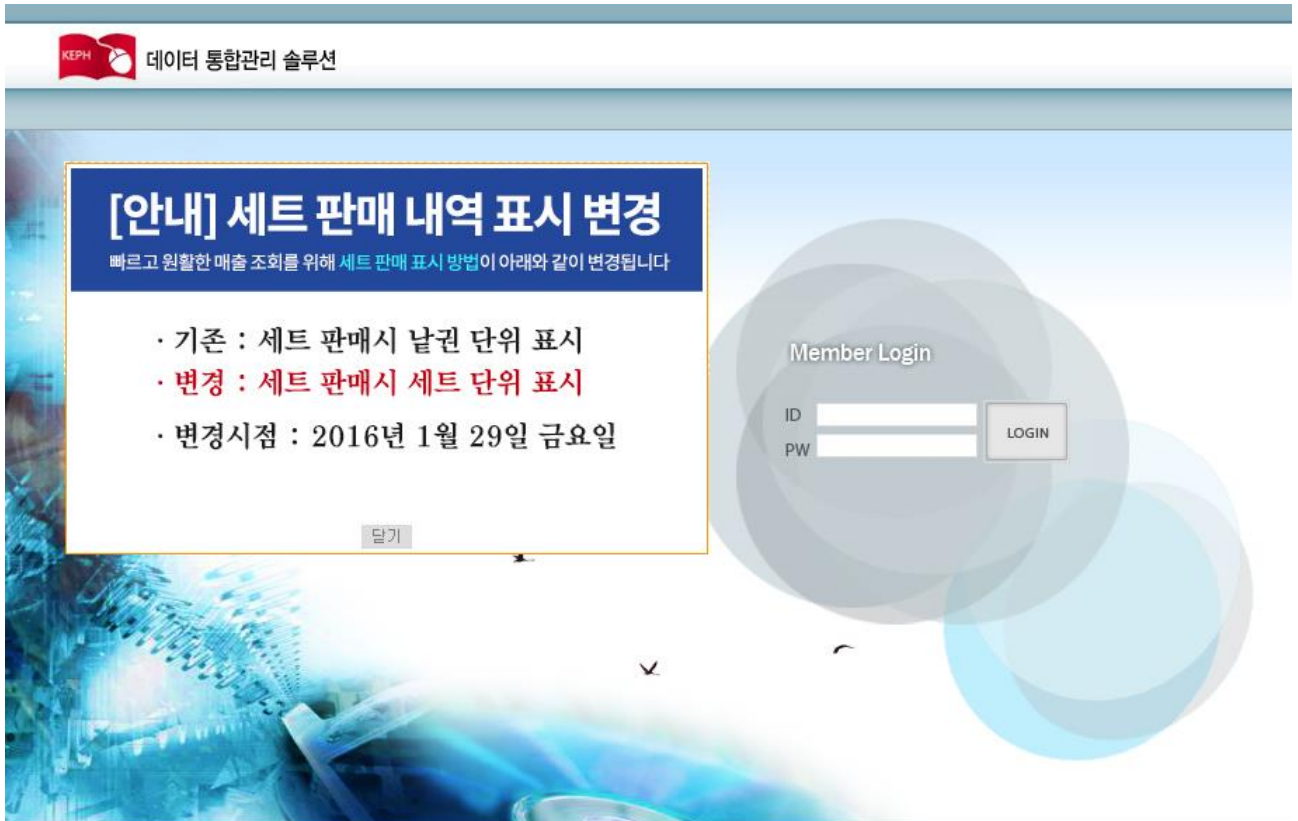 KEPH
데이터 통합관리 솔루션
[안내] 세트 판매 내역 표시 변경
빠르고 원활한 매출 조회를 위해 세트 판매 표시 방법이 아래와 같이 변경됩니다
· 기존 : 세트 판매시 낱권 단위 표시
· 변경 : 세트 판매시 세트 단위 표시
· 변경시점 : 2016년 1월 29일 금요일
닫기
Member Login
ID
PW
LOGIN